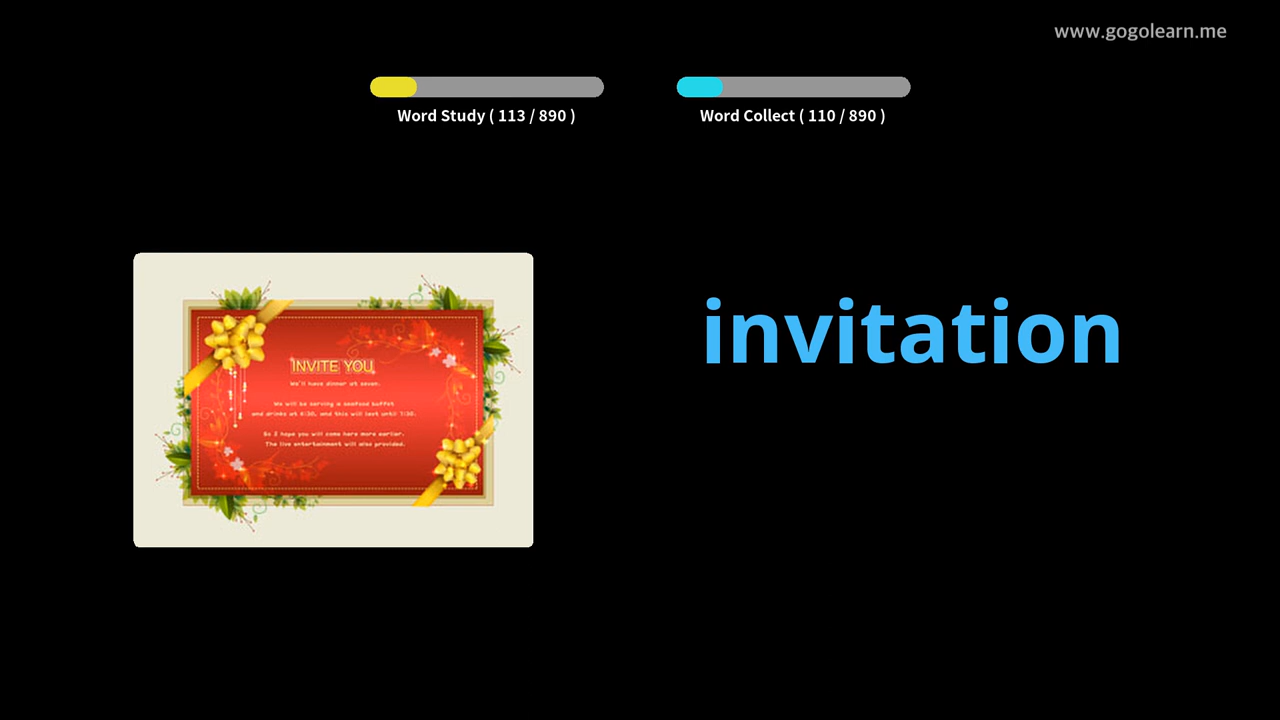 www.gogolearn.me
Word Study ( 113 / 890 )
Word Collect ( 110 / 890 )
invitation
INVITE YOU
We'll have dinner at seven.
We will be serving a seafood buffet
and drinks at 6:30, and this will last until 7:30.
So I hope you will come here more earlier.
The live entertainment will also provided.